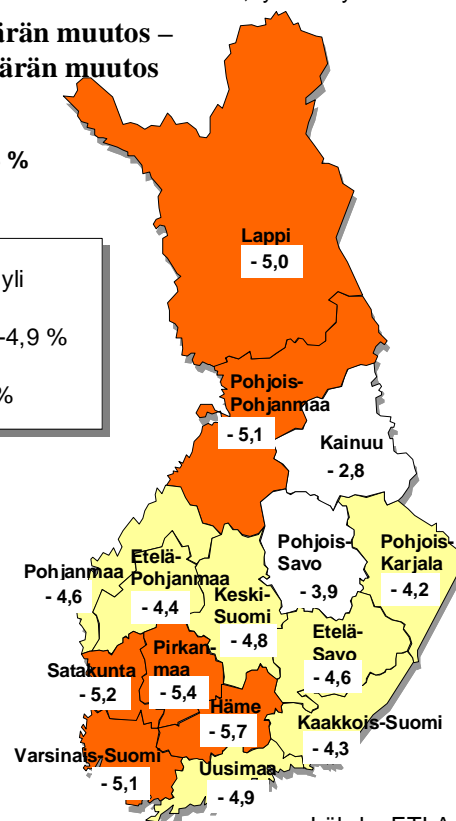 ärän muutos –
ärän muutos
%
yli
-4,9 %
%
Lappi
- 5,0
Pohjois-
Pohjanmaa
- 5,1
Kainuu
- 2,8
Pohjois-
Savo
- 3,9
Pohjois-
Karjala
- 4,2
Pohjanmaa
- 4,6
Etelä-
Pohjanmaa
- 4,4
Keski-
Suomi
- 4,8
Etelä-
Savo
- 4,6
Satakunta
- 5,2
Pirkan-
maa
- 5,4
Häme
- 5,7
Kaakkois-Suomi
- 4,3
Varsinais-Suomi
- 5,1
Uusimaa
- 4,9